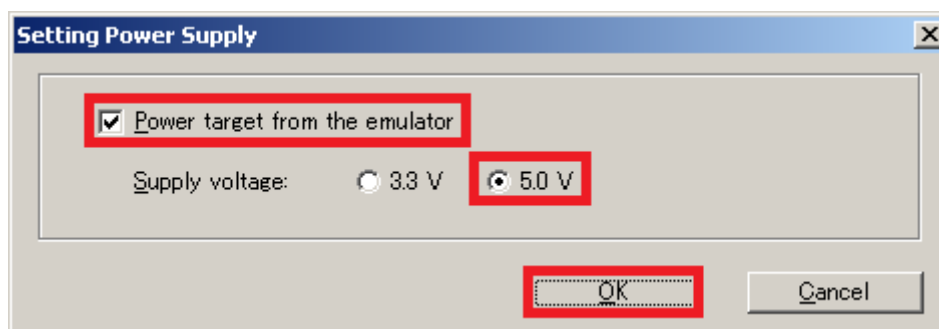 Setting Power Supply
Power target from the emulator
Supply voltage: 3.3 V 5.0 V
OK Cancel